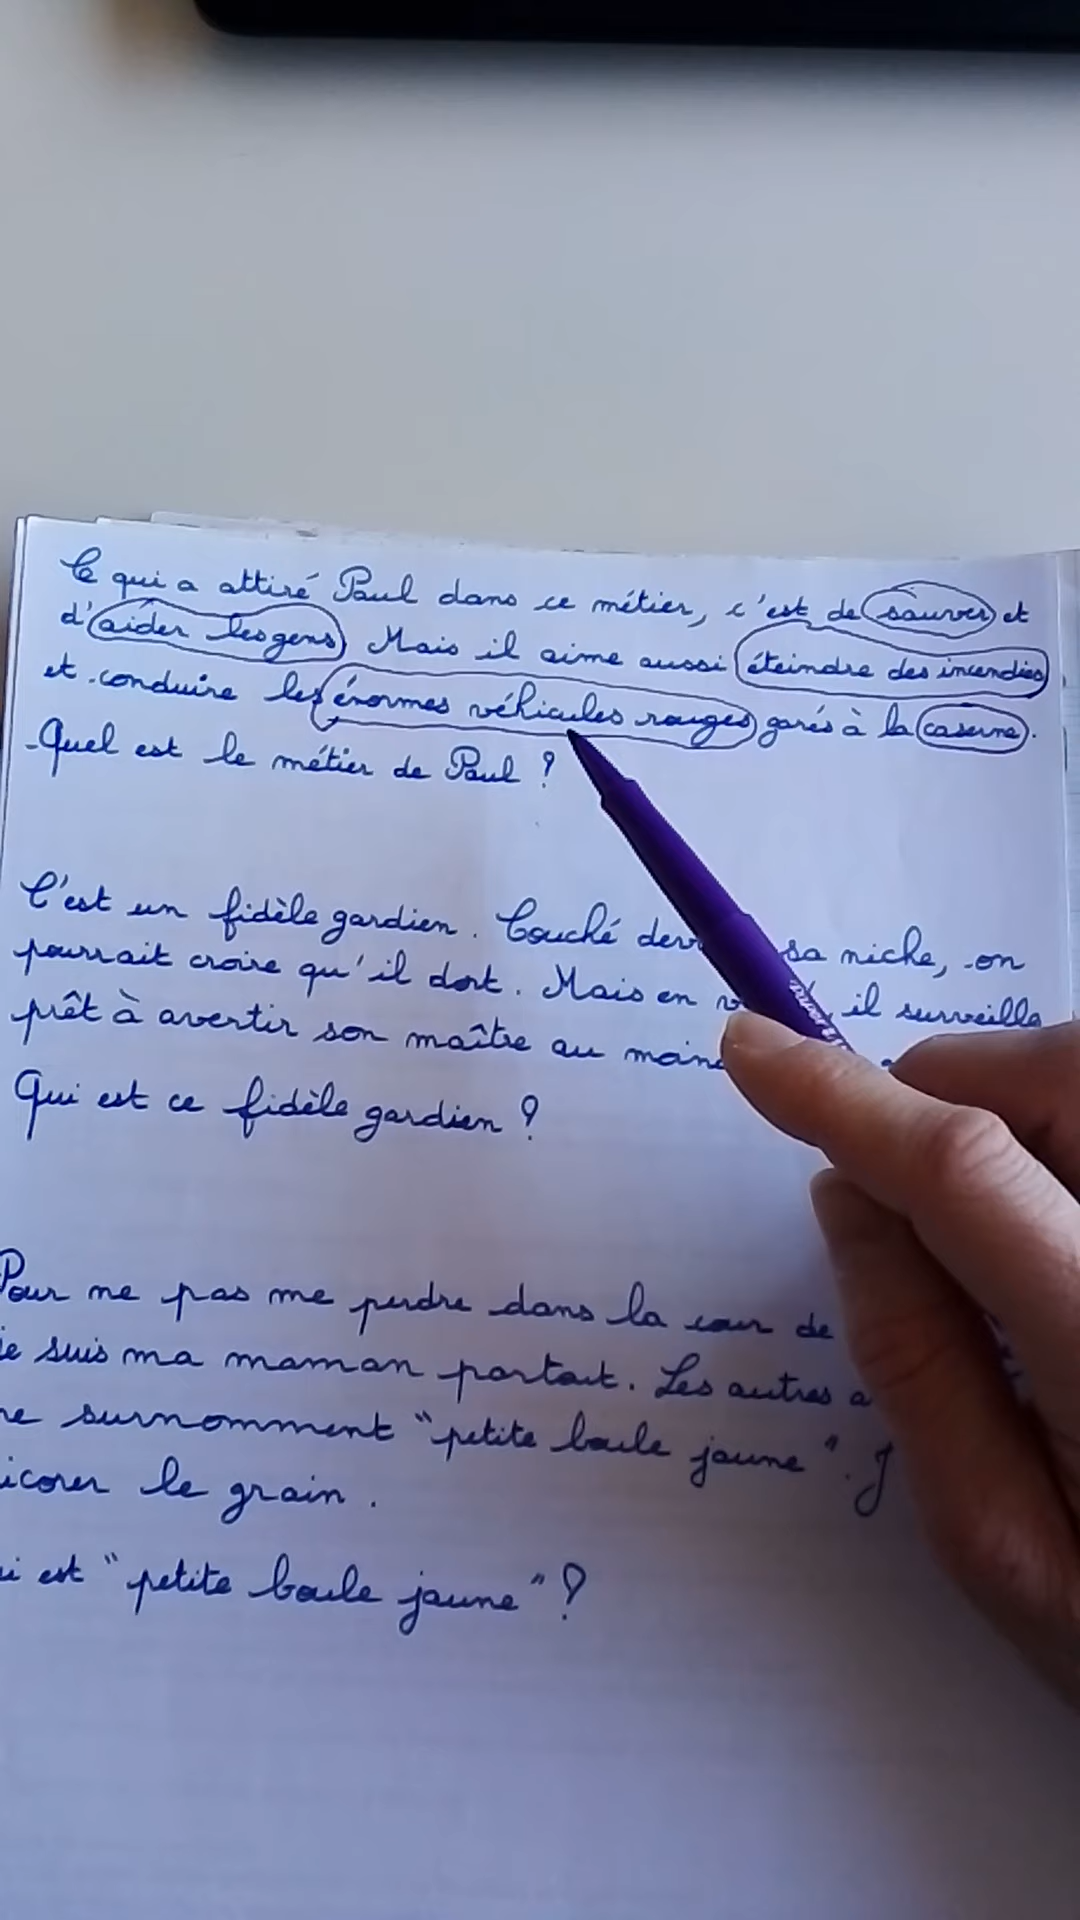 Ce qui a attiré Paul dans ce métier, c'est de sauver et
d'aider les gens. Mais il aime aussi éteindre des incendies
et conduire les énormes véhicules rouges garés à la caserne.
Quel est le métier de Paul ?
C'est un fidèle gardien. Couché sa niche, on
pourrait croire qu'il dort. Mais en il surveille
prêt à avertir son maître au
Qui est ce fidèle gardien ?
Pour ne pas me perdre dans la cour de
je suis ma maman partout. Les autres
surnomment "petite boule jaune".
le grain.
est "petite boule jaune" ?